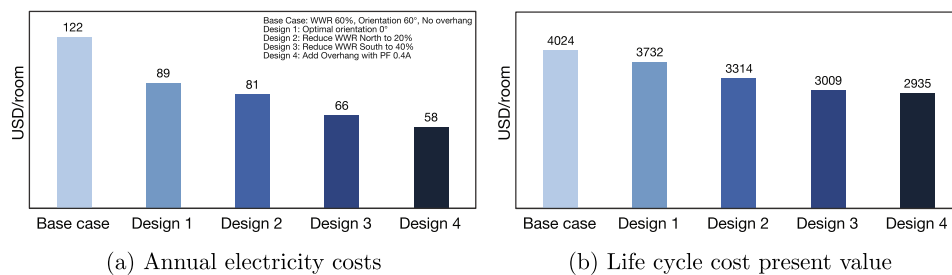 Base Case: WWR 60%, Orientation 60°, No overhang
Design 1: Optimal orientation 0°
Design 2: Reduce WWR North to 20%
Design 3: Reduce WWR South to 40%
Design 4: Add Overhang with PF 0.4A
USD/room
122
89
81
66
58
Base case Design 1 Design 2 Design 3 Design 4
(a) Annual electricity costs
USD/room
4024
3732
3314
3009
2935
Base case Design 1 Design 2 Design 3 Design 4
(b) Life cycle cost present value